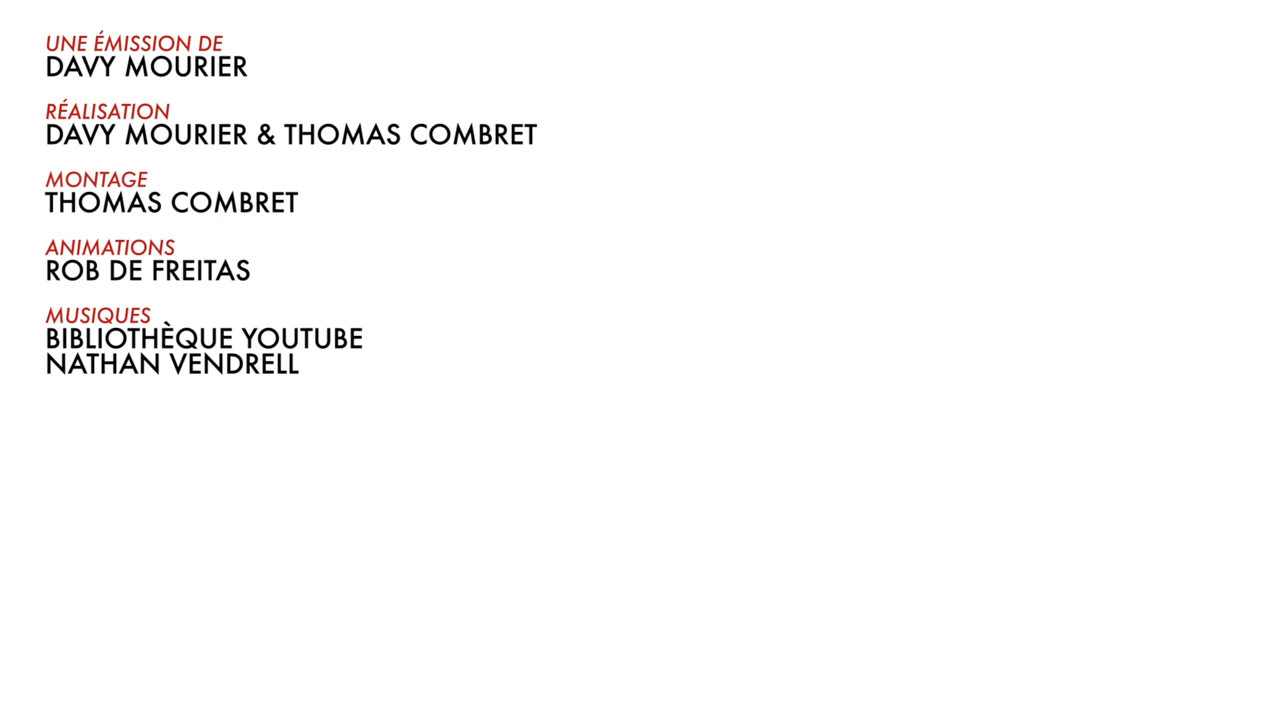 UNE ÉMISSION DE
DAVY MOURIER
RÉALISATION
DAVY MOURIER & THOMAS COMBRET
MONTAGE
THOMAS COMBRET
ANIMATIONS
ROB DE FREITAS
MUSIQUES
BIBLIOTHÈQUE YOUTUBE
NATHAN VENDRELL